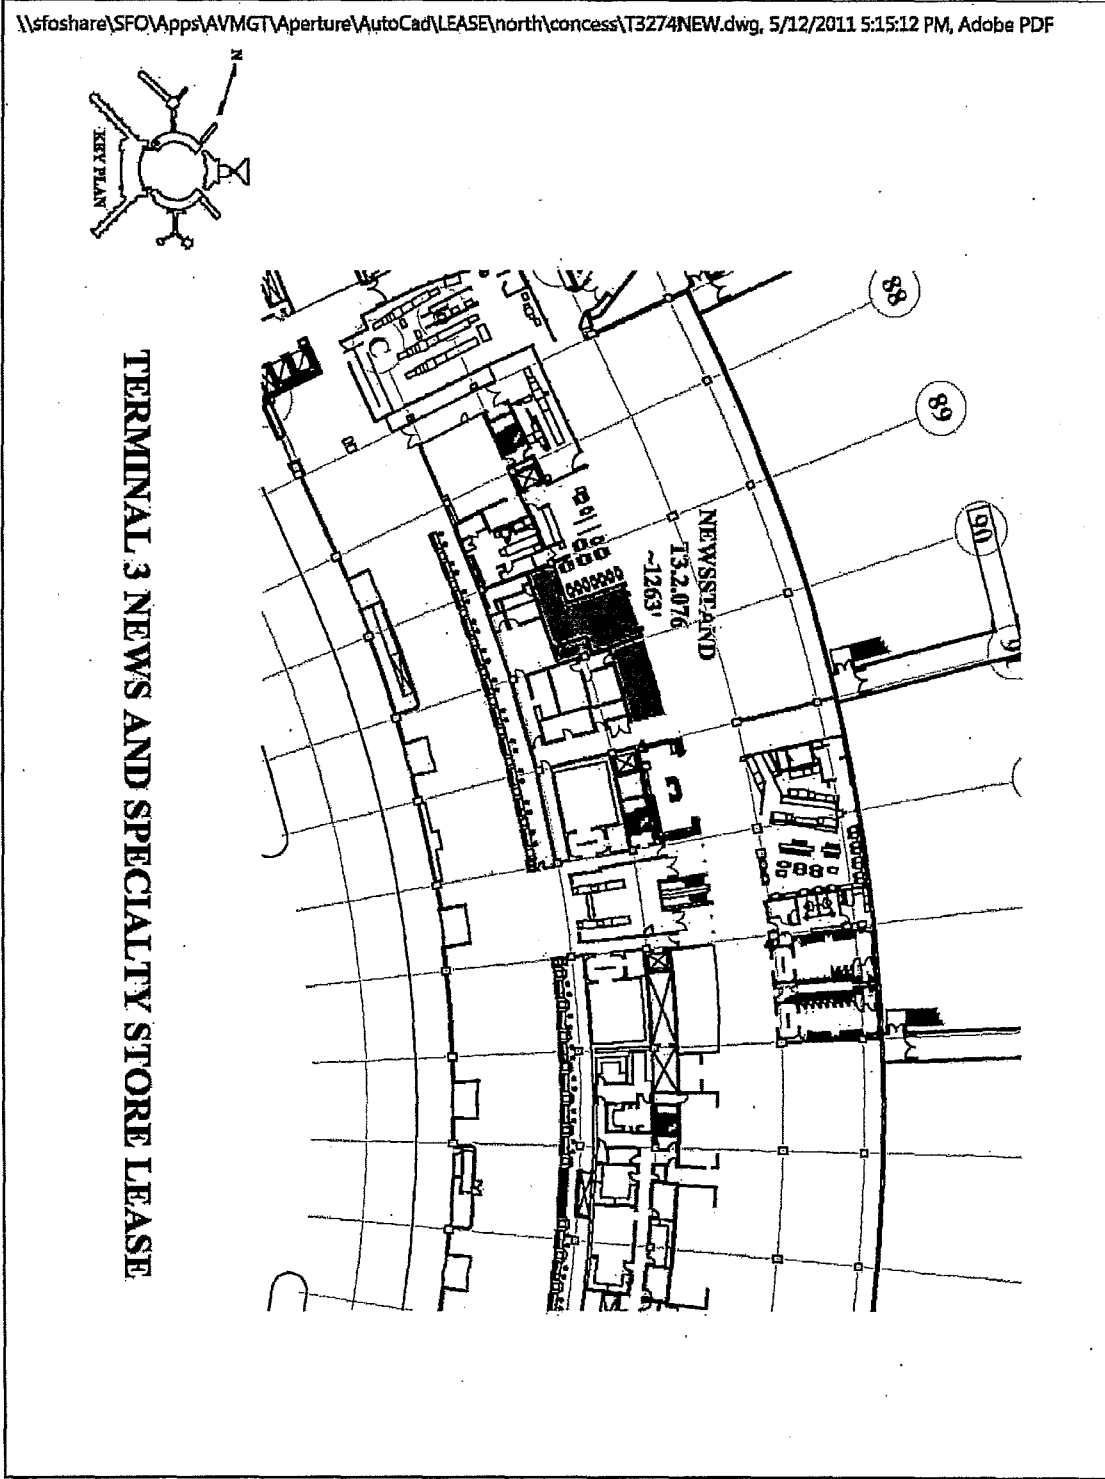 \\sfoshare\SFO\Apps\AVMGT\Aperture\AutoCad\LEASE\north\concess\T3274NEW.dwg, 5/12/2011 5:15:12 PM, Adobe PDF
N
KEY PLAN
88
89
90
9
NEWSSTAND
T3.2.076
~1263'
TERMINAL 3 NEWS AND SPECIALTY STORE LEASE